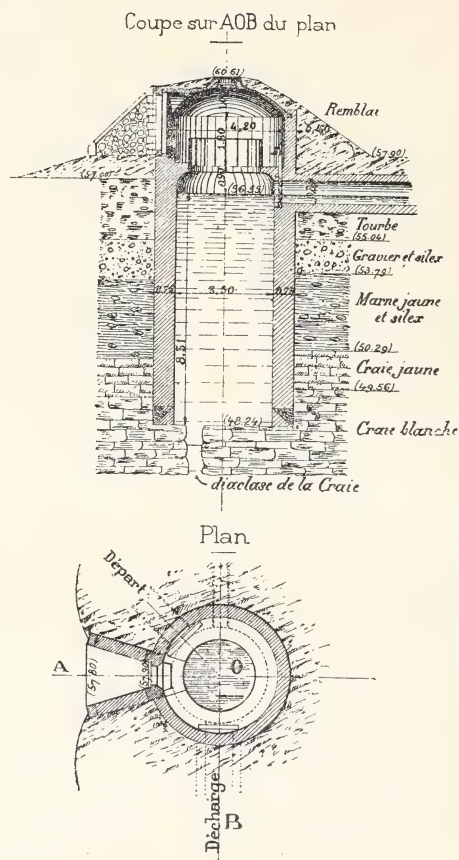 Coupe sur AOB du plan
(60.61)
Remblai
4,20
1.80
(57.90)
(57.00)
0.97
(56.55)
Tourbe
(55.04)
Gravier et silex
(53.79)
0.75
3.50
0.75
Marne jaune
et silex
8.31
(50.29)
Craie jaune
(49.56)
(48.24)
Craie blanche
diaclase de la Craie
Plan
Départ
A
(57.80)
O
Décharge
B